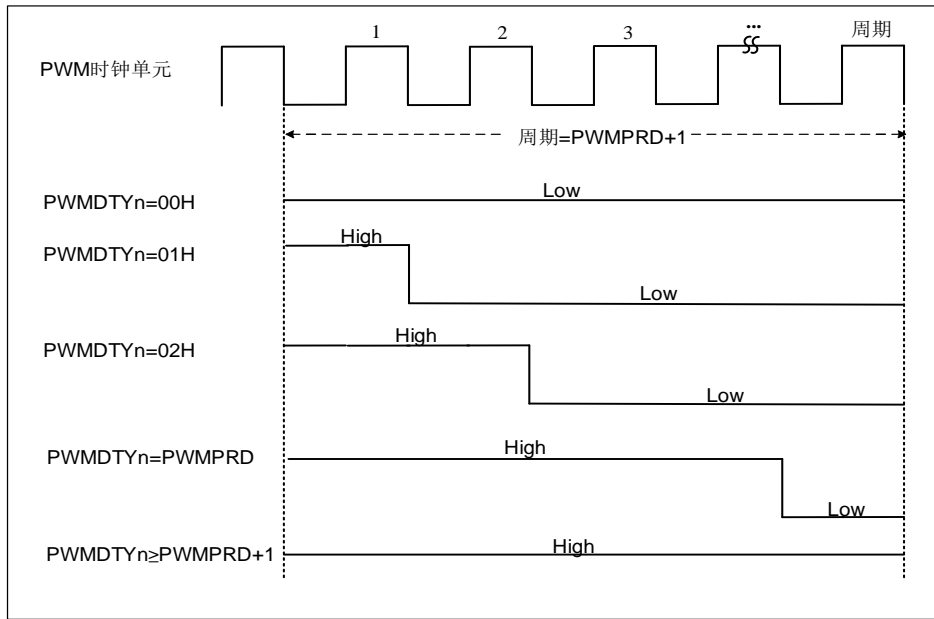 1 2 3 ... 周期
PWM时钟单元
周期=PWMPRD+1
Low
PWMDTYn=00H
High
PWMDTYn=01H
Low
High
PWMDTYn=02H
Low
High
PWMDTYn=PWMPRD
Low
High
PWMDTYn≥PWMPRD+1